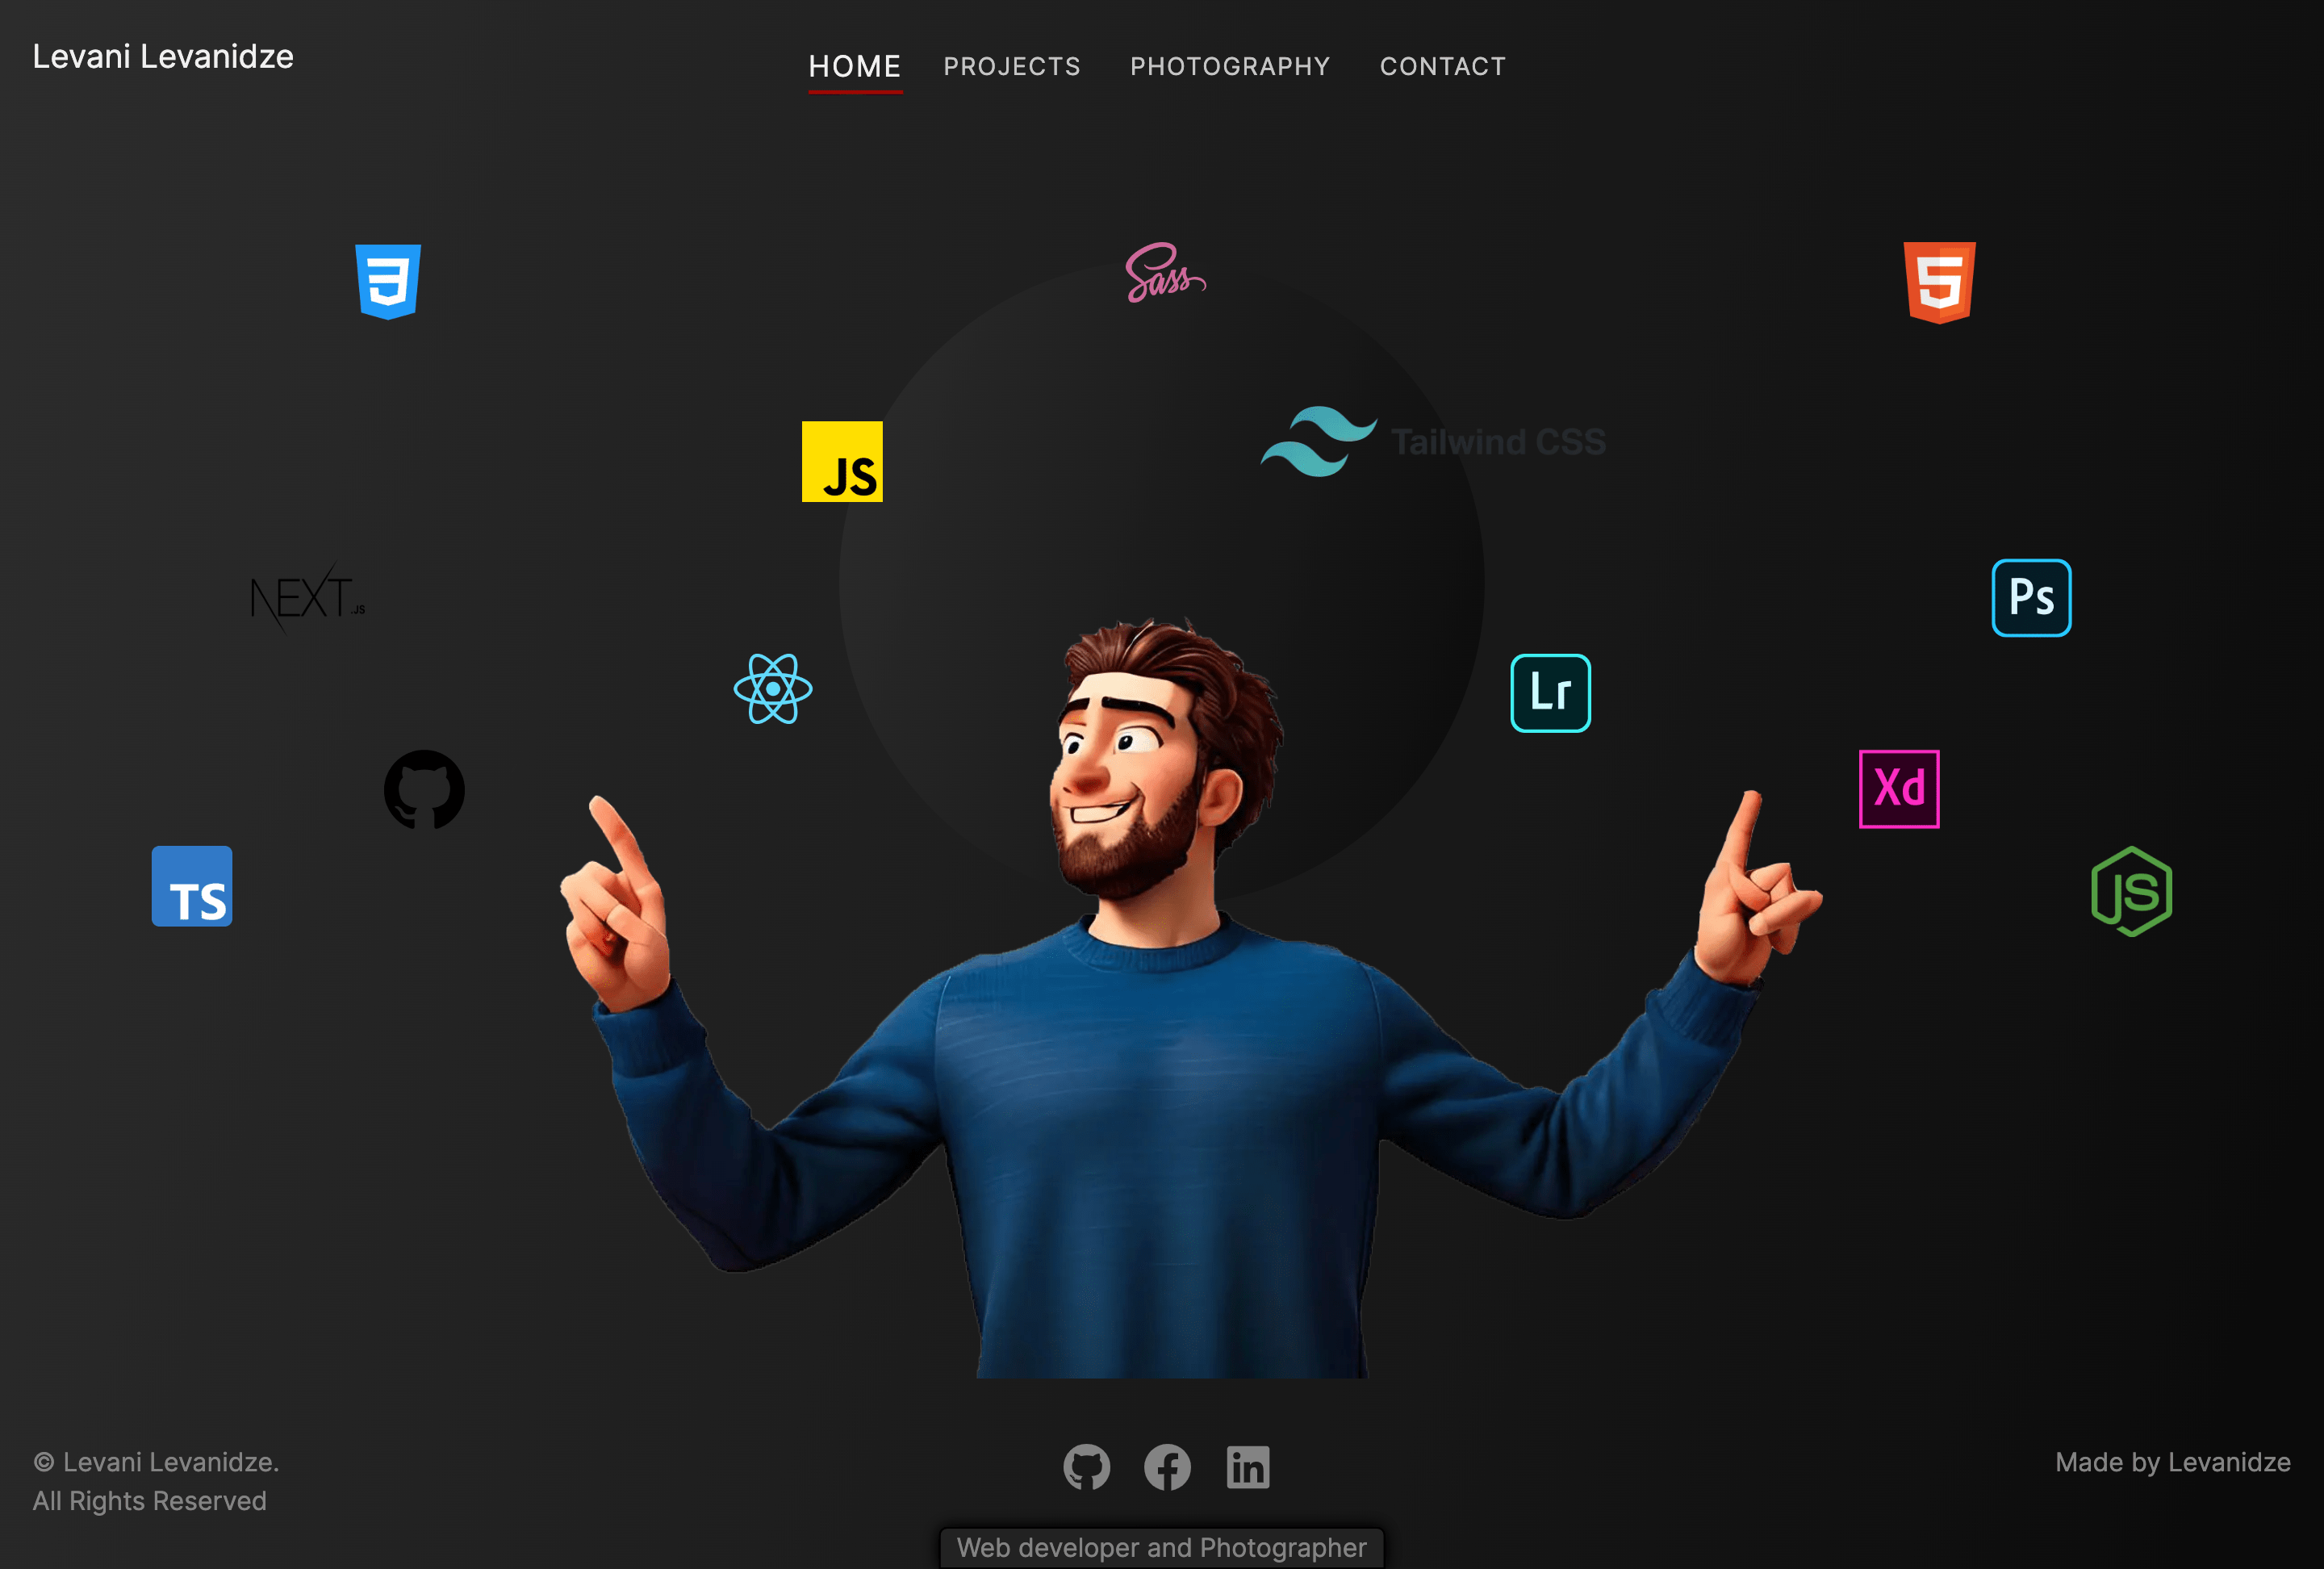 Levani Levanidze
HOME PROJECTS PHOTOGRAPHY CONTACT
Sass
JS
Tailwind CSS
NEXT.JS
Ps
Lr
Xd
TS
JS
© Levani Levanidze.
All Rights Reserved
in
Made by Levanidze
Web developer and Photographer